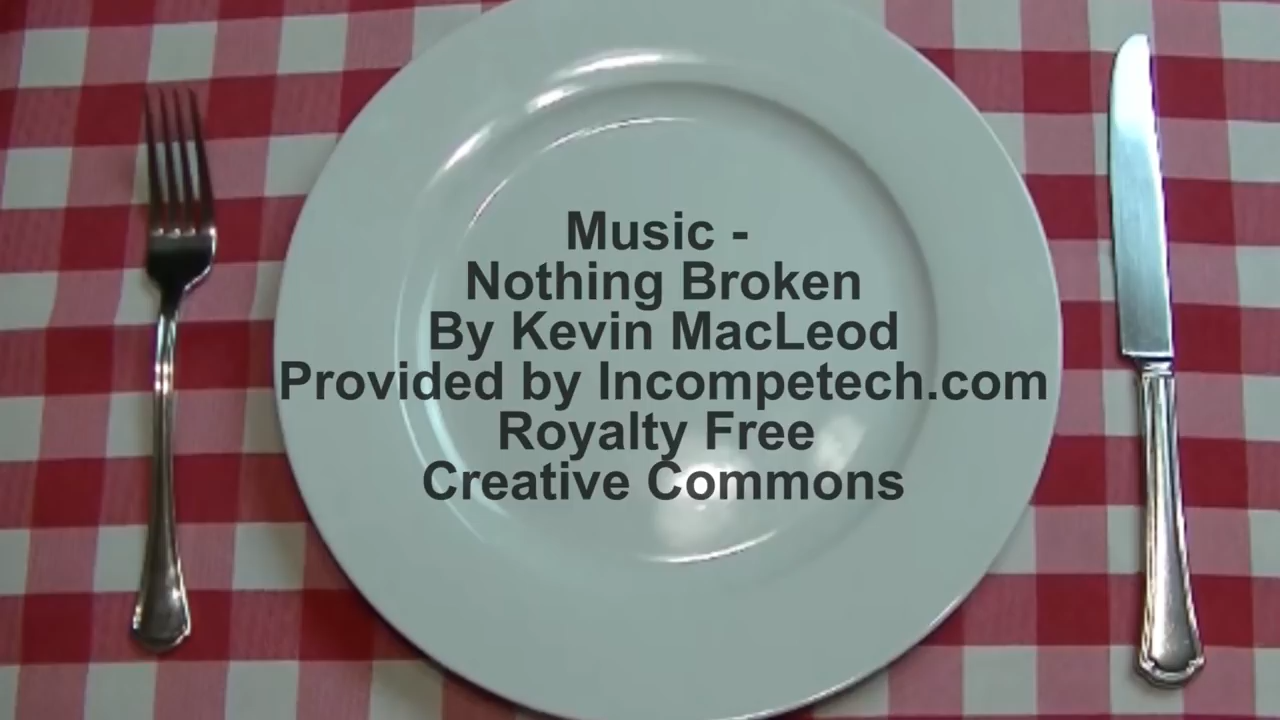 Music -
Nothing Broken
By Kevin MacLeod
Provided by Incompetech.com
Royalty Free
Creative Commons